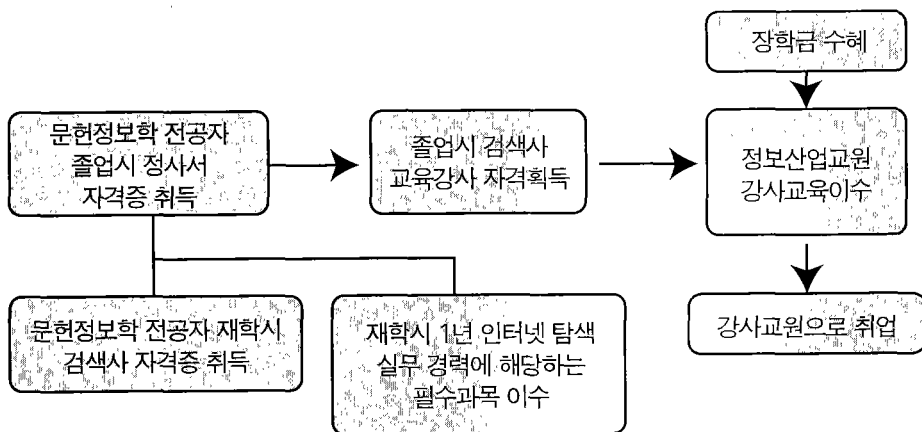 장학금 수혜
문헌정보학 전공자
졸업시 정사서
자격증 취득
졸업시 검색사
교육강사 자격획득
정보산업교원
강사교육이수
문헌정보학 전공자 재학시
검색사 자격증 취득
재학시 1년 인터넷 탐색
실무 경력에 해당하는
필수과목 이수
강사교원으로 취업